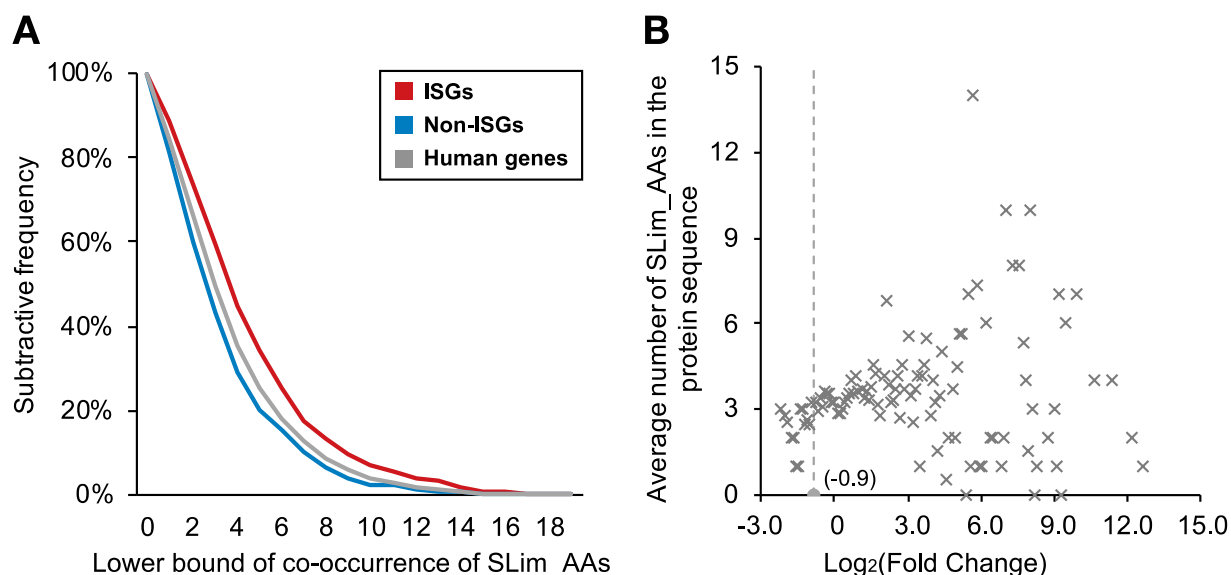 A
Subtractive frequency
100%
80%
60%
40%
20%
0%
ISGs
Non-ISGs
Human genes
0 2 4 6 8 10 12 14 16 18
Lower bound of co-occurrence of SLim_AAs
B
Average number of SLim_AAs in the
protein sequence
15
12
9
6
3
0
(-0.9)
-3.0 0 3.0 6.0 9.0 12.0 15.0
Log2(Fold Change)